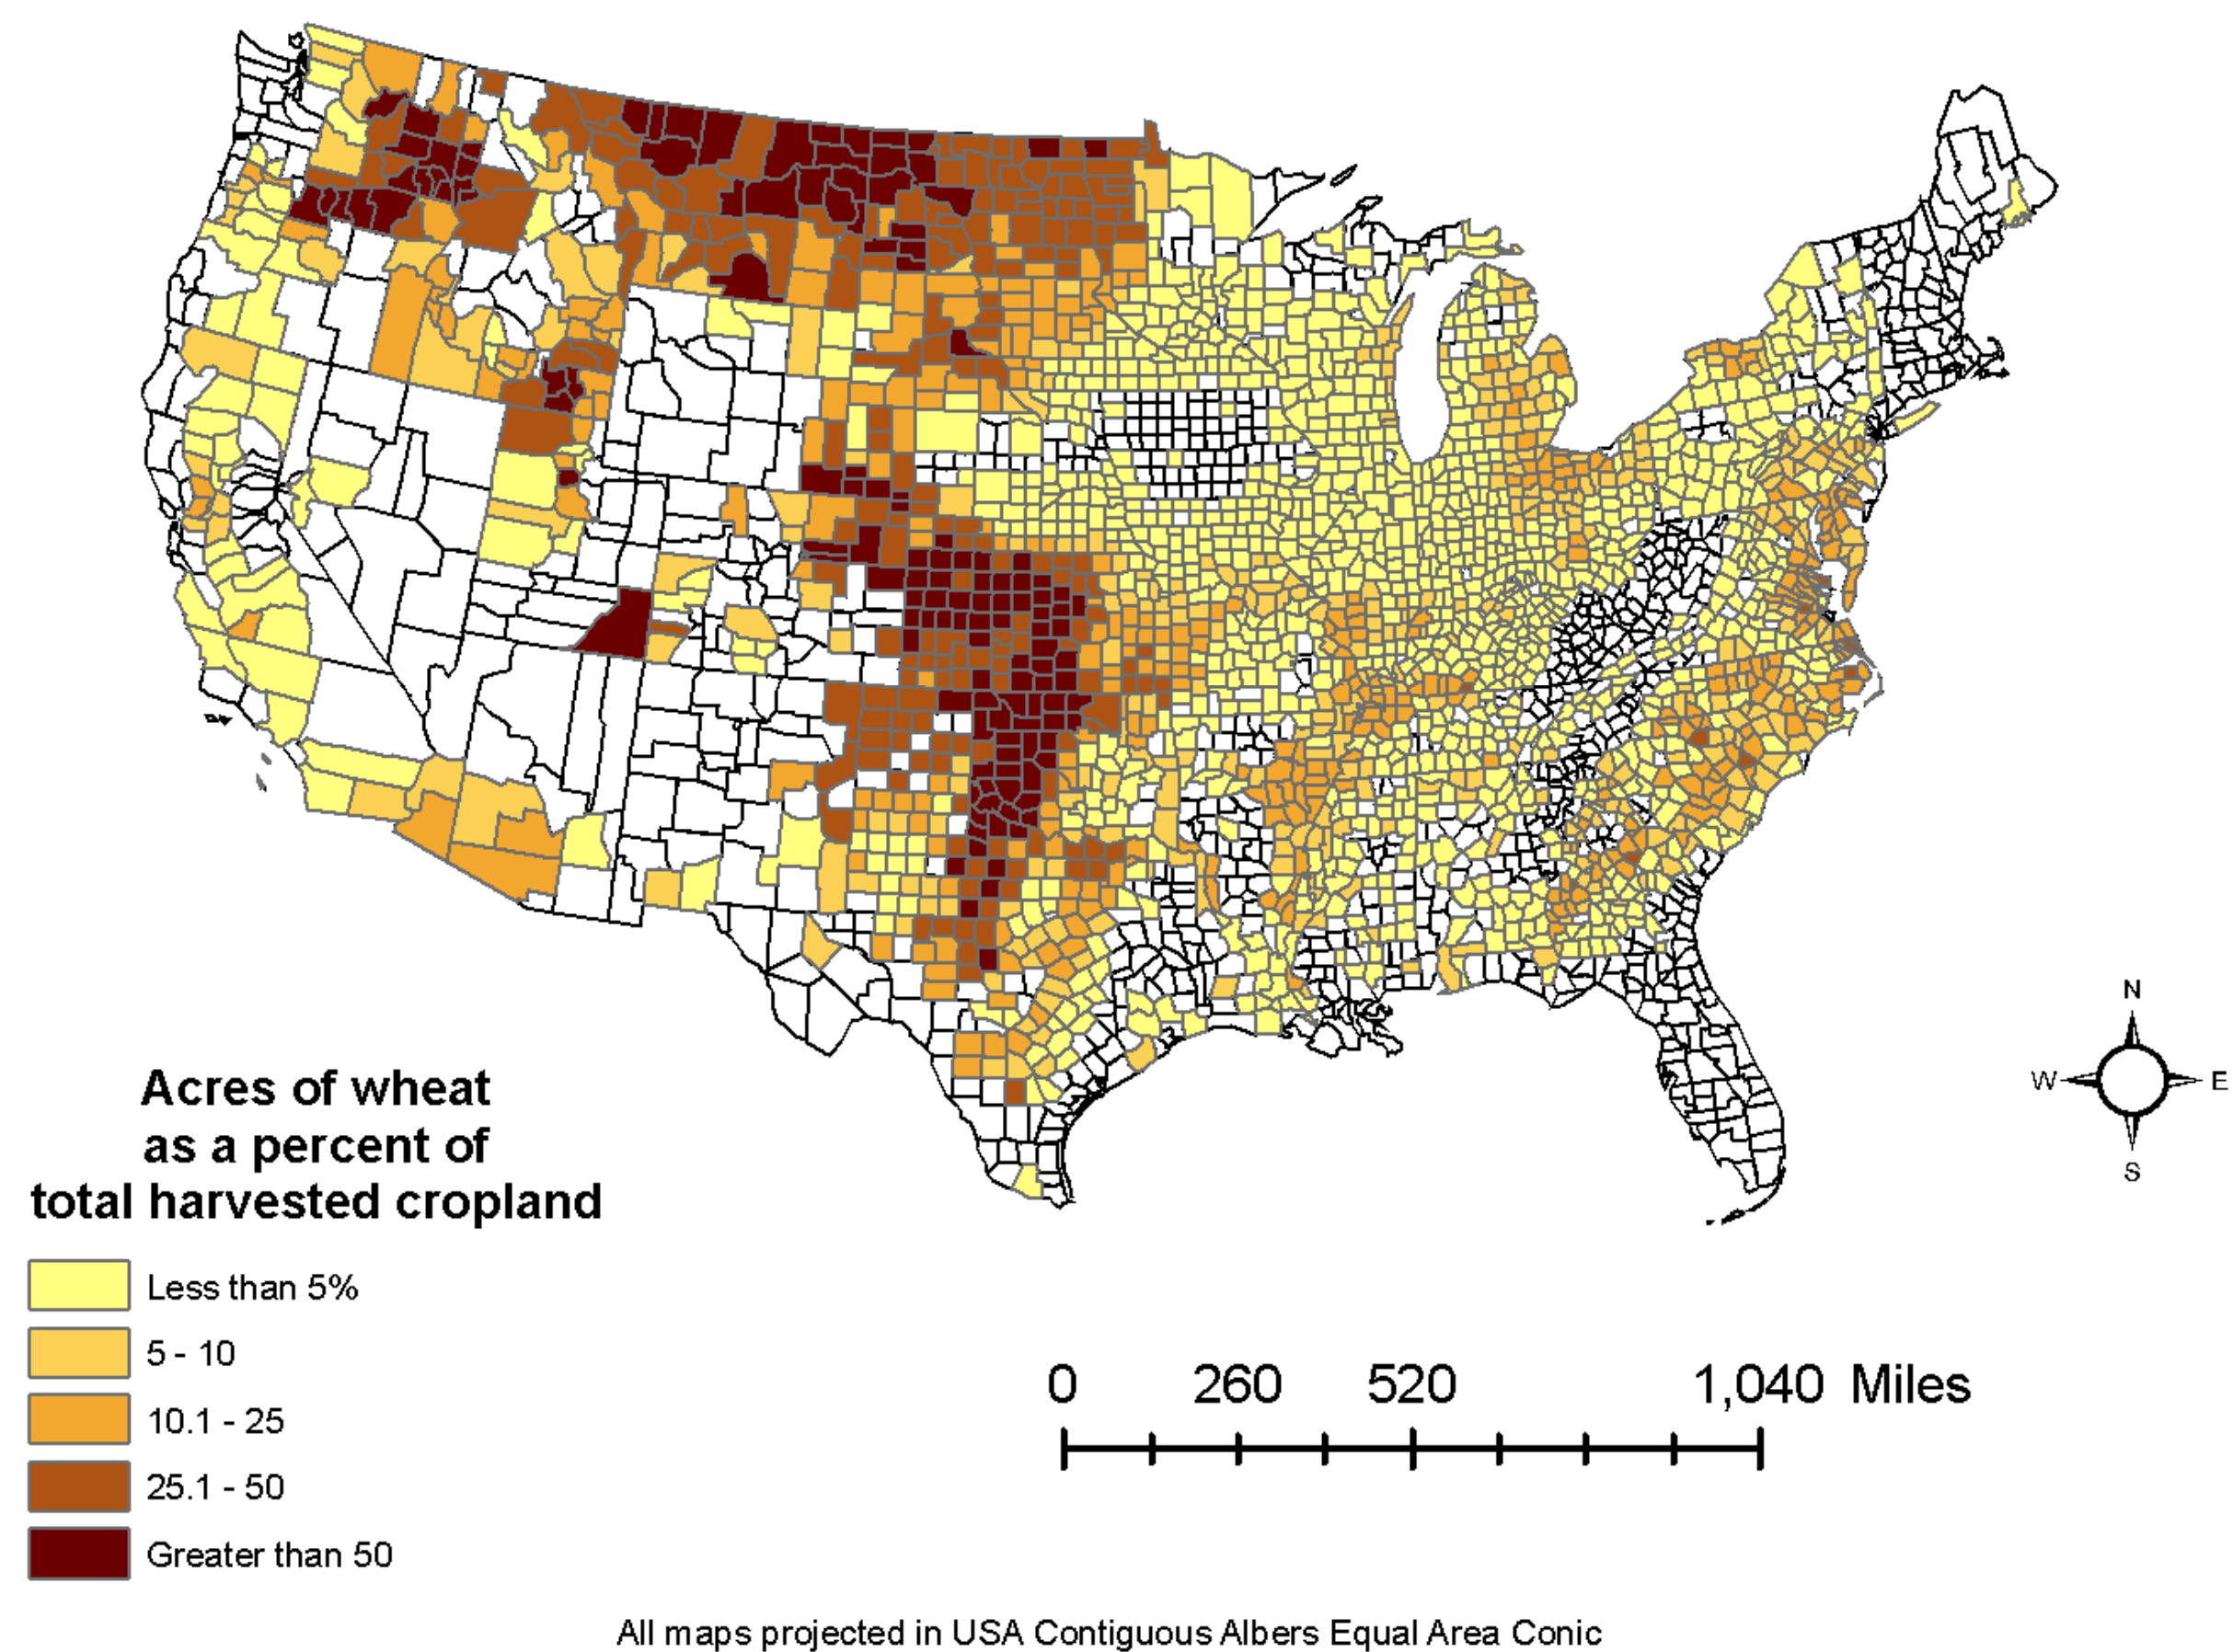 N
W E
S
Acres of wheat
as a percent of
total harvested cropland
Less than 5%
5 - 10
10.1 - 25
25.1 - 50
Greater than 50
0 260 520 1,040 Miles
All maps projected in USA Contiguous Albers Equal Area Conic